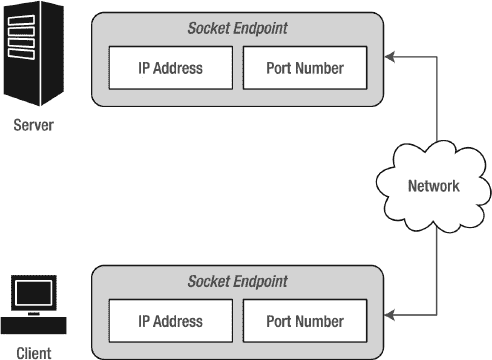 Socket Endpoint
IP Address
Port Number
Server
Network
Socket Endpoint
IP Address
Port Number
Client